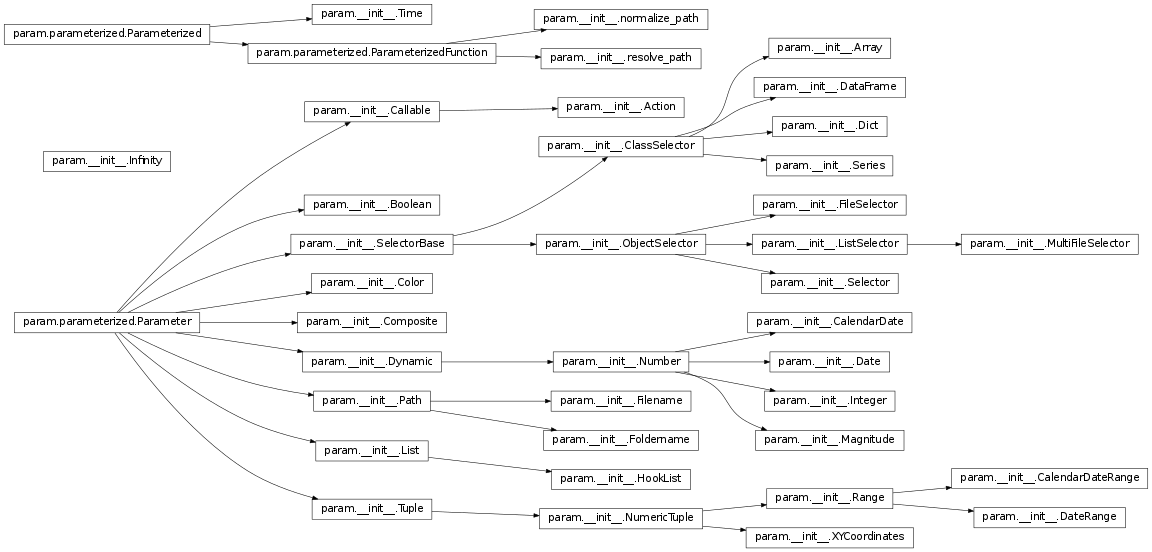 param.__init__.Time
param.parameterized.Parameterized
param.__init__.normalize_path
param.parameterized.ParameterizedFunction
param.__init__.resolve_path
param.__init__.Array
param.__init__.DataFrame
param.__init__.Callable
param.__init__.Action
param.__init__.Dict
param.__init__.ClassSelector
param.__init__.Infinity
param.__init__.Series
param.__init__.Boolean
param.__init__.FileSelector
param.__init__.SelectorBase
param.__init__.ObjectSelector
param.__init__.ListSelector
param.__init__.MultiFileSelector
param.__init__.Color
param.__init__.Selector
param.parameterized.Parameter
param.__init__.Composite
param.__init__.CalendarDate
param.__init__.Dynamic
param.__init__.Number
param.__init__.Date
param.__init__.Path
param.__init__.Filename
param.__init__.Integer
param.__init__.Foldername
param.__init__.Magnitude
param.__init__.List
param.__init__.HookList
param.__init__.CalendarDateRange
param.__init__.Range
param.__init__.Tuple
param.__init__.NumericTuple
param.__init__.DateRange
param.__init__.XYCoordinates